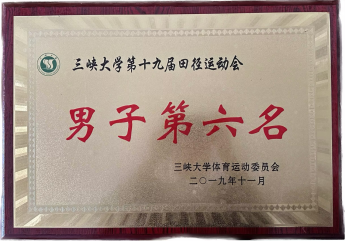 三峡大学第十九届田径运动会
男子第六名
三峡大学体育运动委员会
二〇一九年十一月